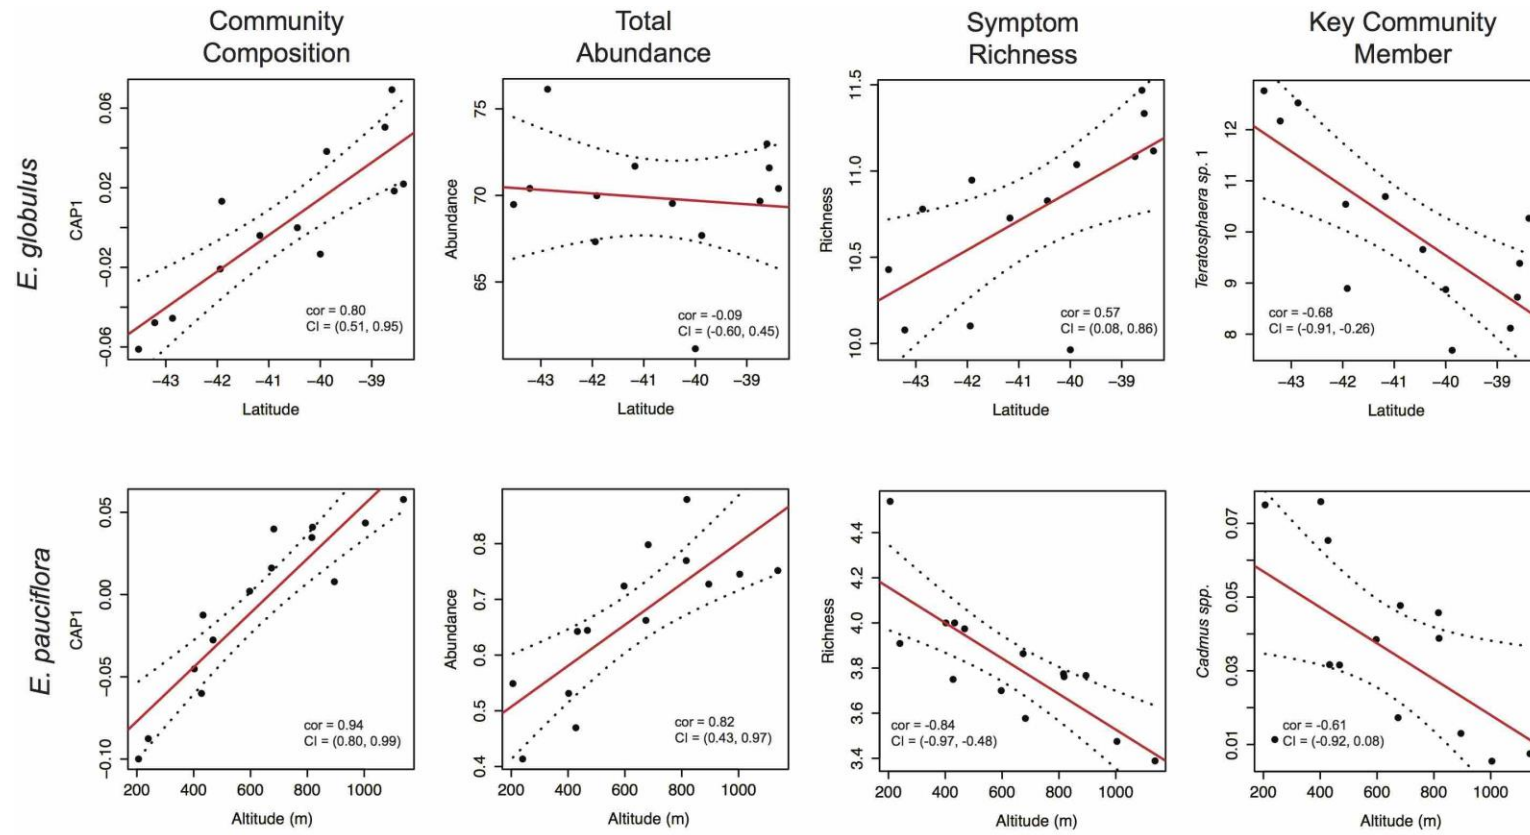 Community
Composition
Total
Abundance
Symptom
Richness
Key Community
Member
E. globulus
CAP1
0.06
0.02
−0.02
−0.06
cor = 0.80
CI = (0.51, 0.95)
−43 −42 −41 −40 −39
Latitude
Abundance
75
70
65
cor = -0.09
CI = (-0.60, 0.45)
−43 −42 −41 −40 −39
Latitude
Richness
11.5
11.0
10.5
10.0
cor = 0.57
CI = (0.08, 0.86)
−43 −42 −41 −40 −39
Latitude
Teratosphaera sp. 1
12
11
10
9
8
cor = -0.68
CI = (-0.91, -0.26)
−43 −42 −41 −40 −39
Latitude
E. pauciflora
CAP1
0.05
0.00
−0.05
−0.10
cor = 0.94
CI = (0.80, 0.99)
200 400 600 800 1000
Altitude (m)
Abundance
0.8
0.7
0.6
0.5
0.4
cor = 0.82
CI = (0.43, 0.97)
200 400 600 800 1000
Altitude (m)
Richness
4.4
4.2
4.0
3.8
3.6
3.4
cor = -0.84
CI = (-0.97, -0.48)
200 400 600 800 1000
Altitude (m)
Cadmus spp.
0.07
0.05
0.03
0.01
cor = -0.61
CI = (-0.92, 0.08)
200 400 600 800 1000
Altitude (m)